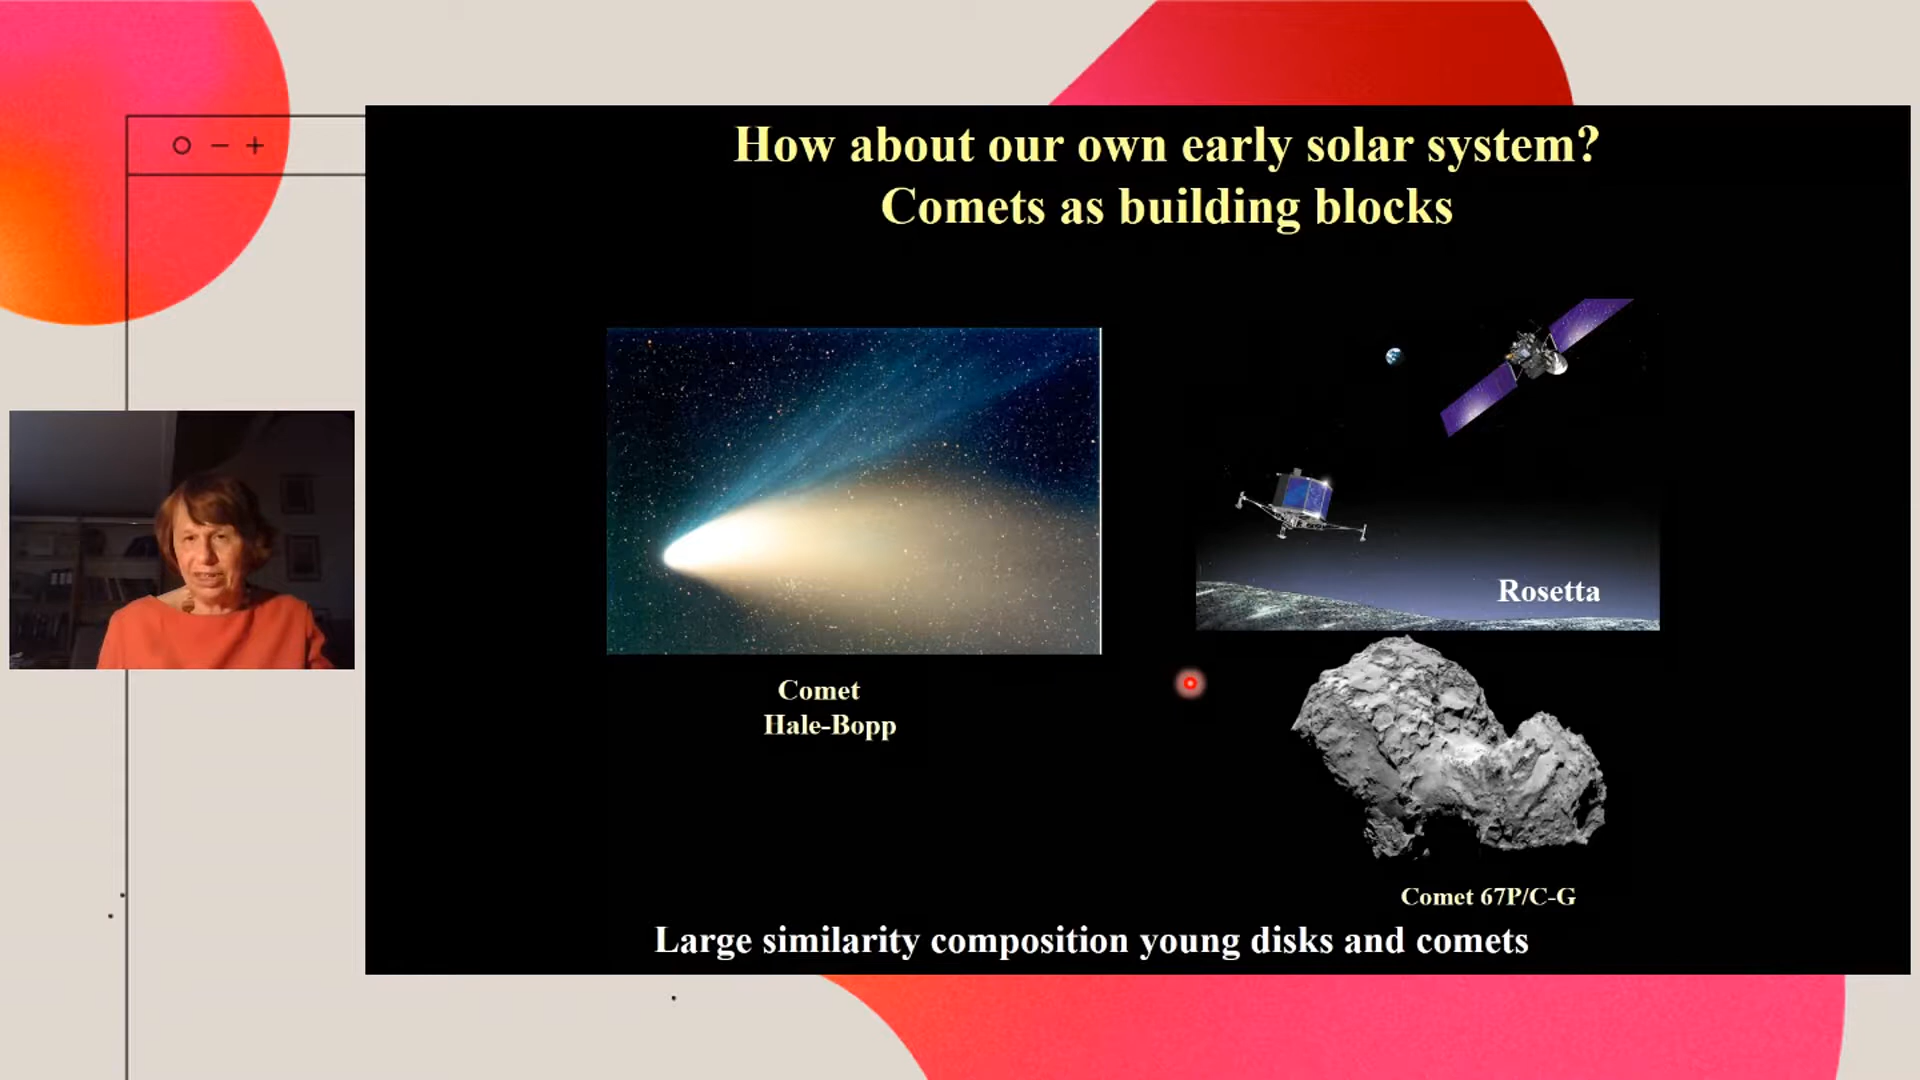 How about our own early solar system?
Comets as building blocks
Rosetta
Comet
Hale-Bopp
Comet 67P/C-G
Large similarity composition young disks and comets